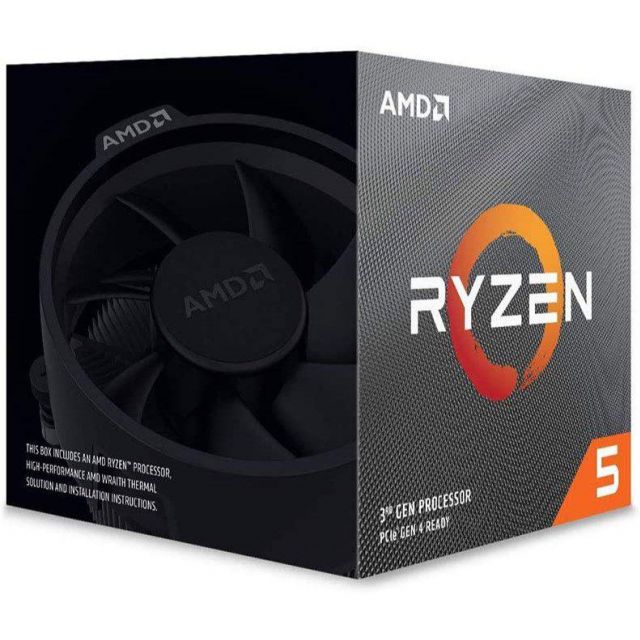 AMD
AMD
THIS BOX INCLUDES AN AMD RYZEN™ PROCESSOR,
HIGH-PERFORMANCE AMD WRAITH THERMAL
SOLUTION AND INSTALLATION INSTRUCTIONS.
AMD
RYZEN
5
3RD GEN PROCESSOR
PCIe® GEN 4 READY